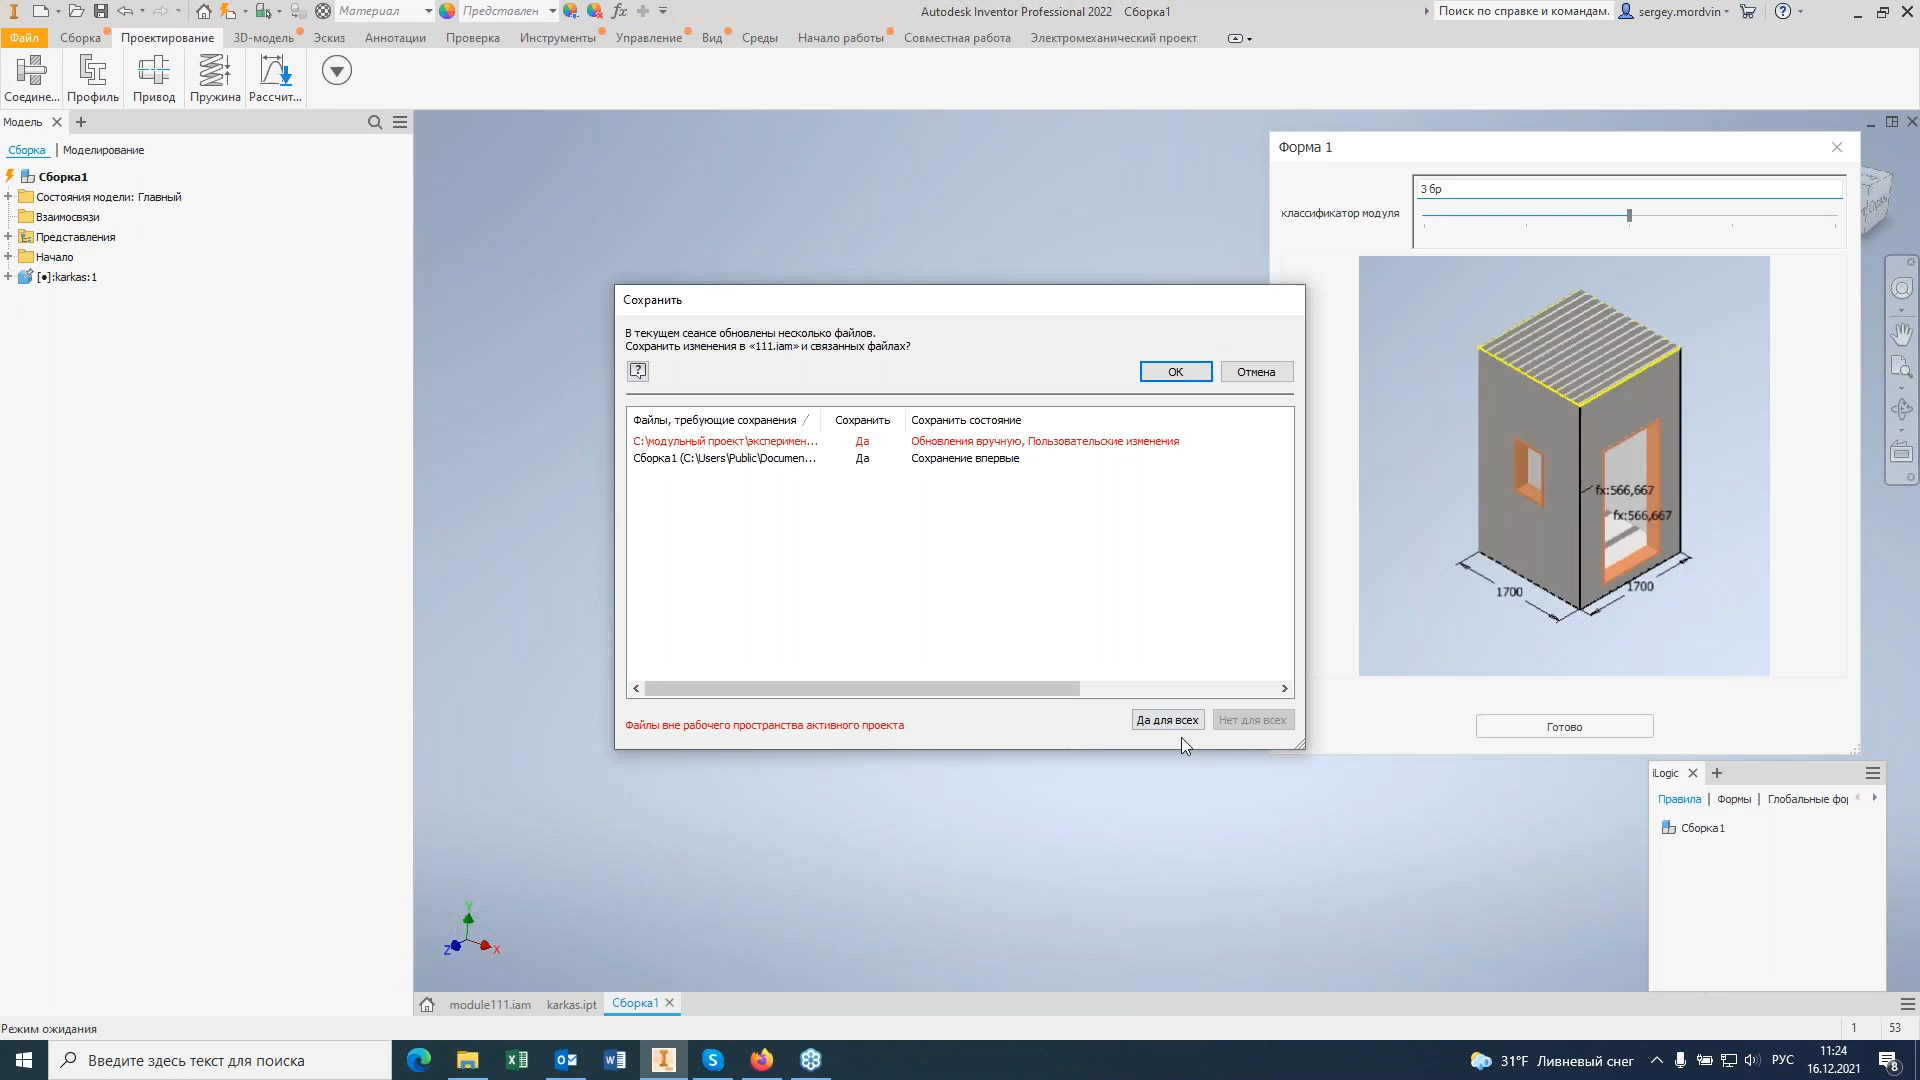 Материал
Представлен
Autodesk Inventor Professional 2022 Сборка1
Поиск по справке и командам.
sergey.mordvin
Файл
Сборка
Проектирование
3D-модель
Эскиз
Аннотации
Проверка
Инструменты
Управление
Вид
Среды
Начало работы
Совместная работа
Электромеханический проект
Соедине...
Профиль
Привод
Пружина
Рассчит...
Модель
Сборка
Моделирование
Сборка1
Состояния модели: Главный
Взаимосвязи
Представления
Начало
[•]:karkas:1
Форма 1
3 бр
классификатор модуля
fx:566,667
fx:566,667
1700
1700
Готово
Сохранить
В текущем сеансе обновлены несколько файлов.
Сохранить изменения в «111.iam» и связанных файлах?
ОК
Отмена
Файлы, требующие сохранения
Сохранить
Сохранить состояние
C:\модульный проект\эксперимен...
Да
Обновления вручную, Пользовательские изменения
Сборка1 (C:\Users\Public\Documen...
Да
Сохранение впервые
Файлы вне рабочего пространства активного проекта
Да для всех
Нет для всех
iLogic
Правила
Формы
Глобальные фор
Сборка1
Y
Z
X
module111.iam
karkas.ipt
Сборка1
Режим ожидания
1
53
Введите здесь текст для поиска
31°F Ливневый снег
РУС
11:24
16.12.2021
8